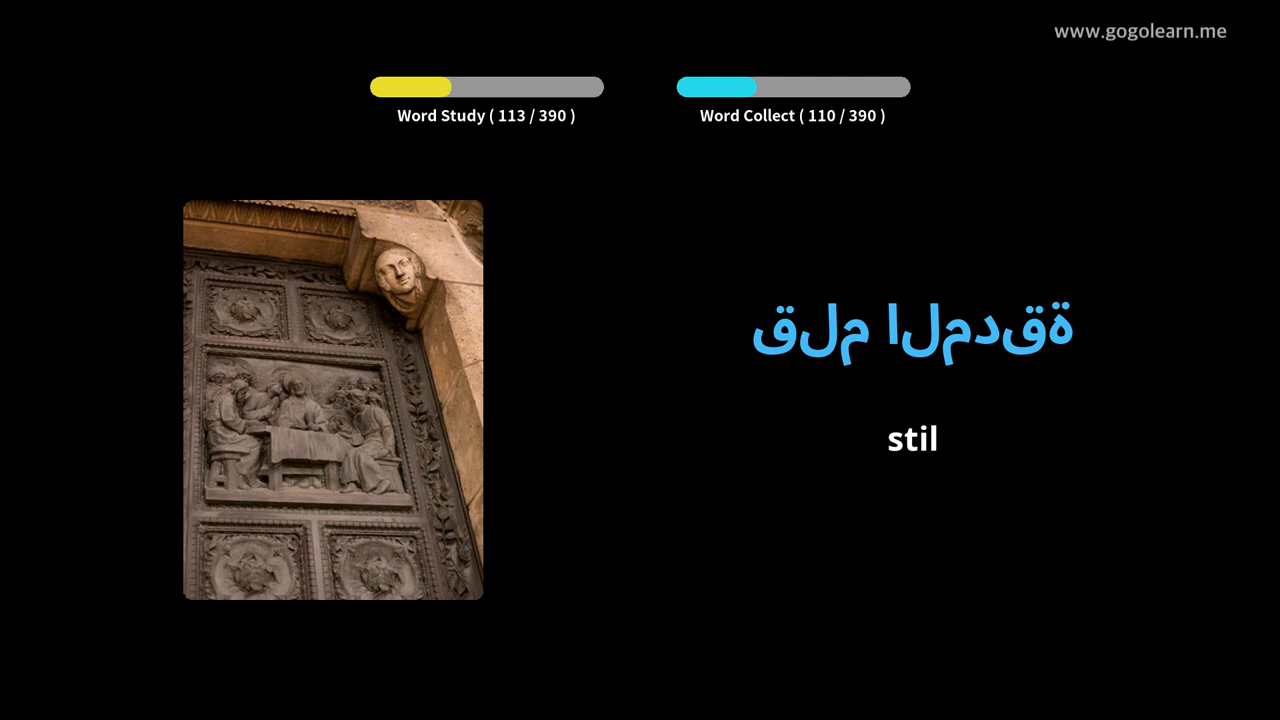 www.gogolearn.me
Word Study ( 113 / 390 )
Word Collect ( 110 / 390 )
قلم المدقة
stil